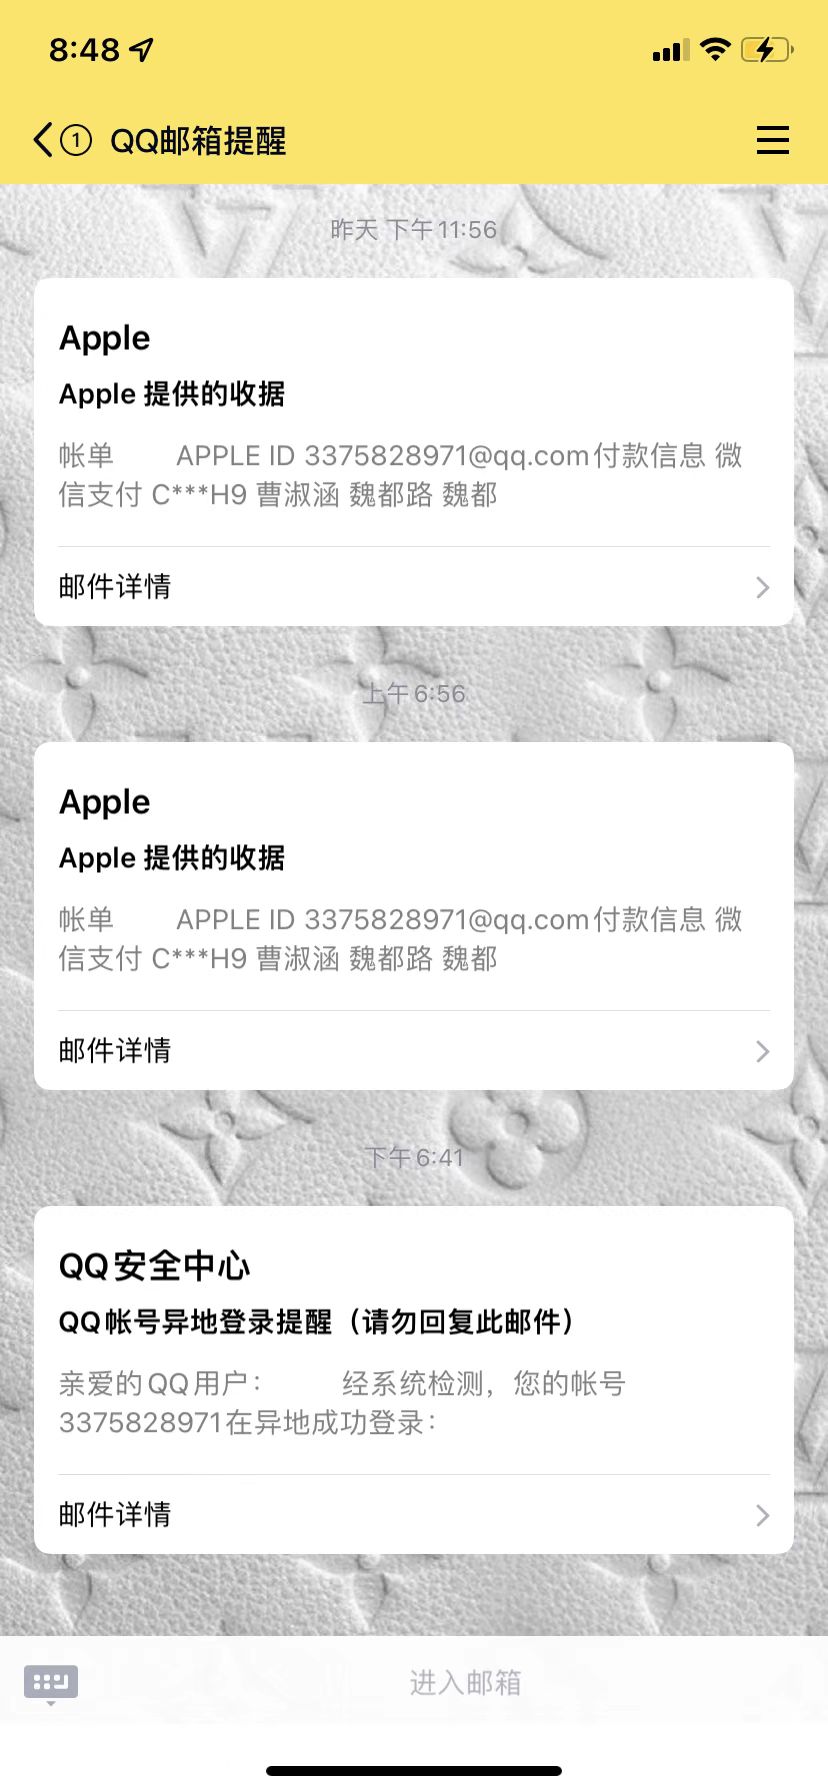 8:48
1 QQ邮箱提醒
昨天 下午11:56
Apple
Apple 提供的收据
帐单 APPLE ID 3375828971@qq.com付款信息 微
信支付 C***H9 曹淑涵 魏都路 魏都
邮件详情
上午6:56
Apple
Apple 提供的收据
帐单 APPLE ID 3375828971@qq.com付款信息 微
信支付 C***H9 曹淑涵 魏都路 魏都
邮件详情
下午6:41
QQ安全中心
QQ帐号异地登录提醒（请勿回复此邮件）
亲爱的QQ用户： 经系统检测，您的帐号
3375828971在异地成功登录：
邮件详情
进入邮箱